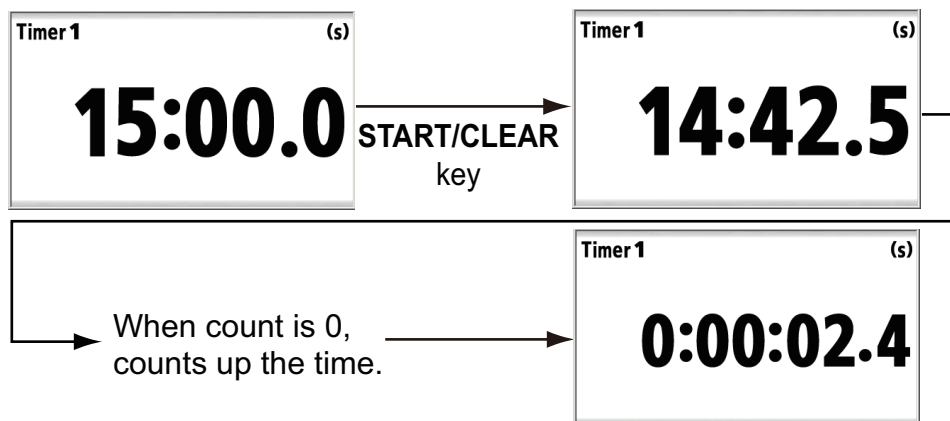 Timer 1 (s)
15:00.0
START/CLEAR
key
Timer 1 (s)
14:42.5
When count is 0,
counts up the time.
Timer 1 (s)
0:00:02.4